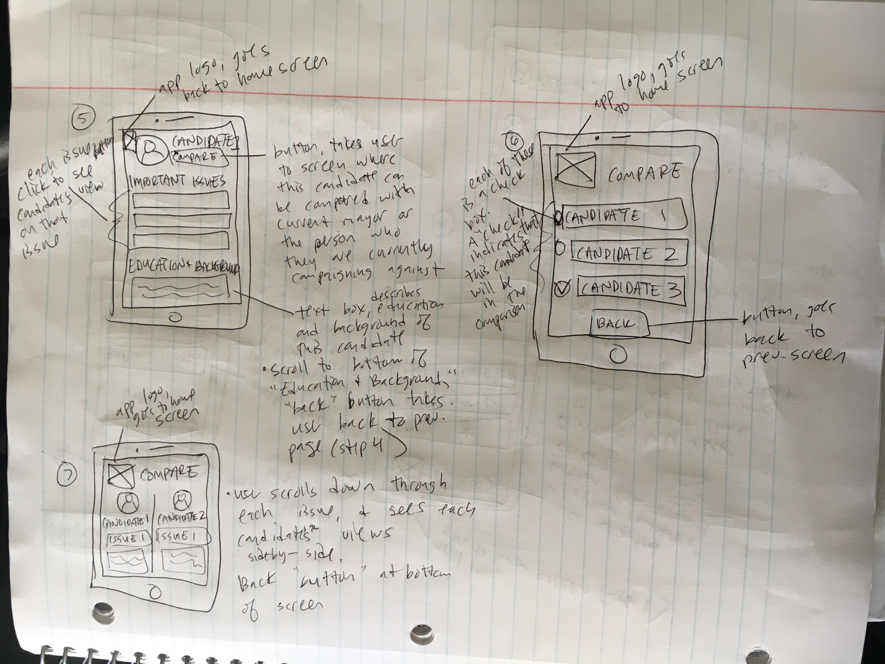 5
app logo, goes
back to home screen
each issue button
click to see
candidate's view
on that
issue
CANDIDATE 1
COMPARE
IMPORTANT ISSUES
EDUCATION & BACKGROUND
button, takes user
to screen where
this candidate can
be compared with
current mayor or
the person who
they are currently
campaigning against
text box, describes education
and background of
this candidate
• scroll to bottom of
"Education & Background,"
"back" button takes
user back to prev.
page (step 4)
6
app logo, goes
to home screen
each of these
is a check
box.
A check
indicates that
this candidate
will be
in the
comparison
COMPARE
CANDIDATE 1
CANDIDATE 2
CANDIDATE 3
BACK
button, goes
back to
prev. screen
7
app logo,
goes to home
screen
COMPARE
CANDIDATE 1 CANDIDATE 2
ISSUE 1 ISSUE 1
• user scrolls down through
each issue, & sees each
candidates' views
side-by-side.
Back "button" at bottom
of screen